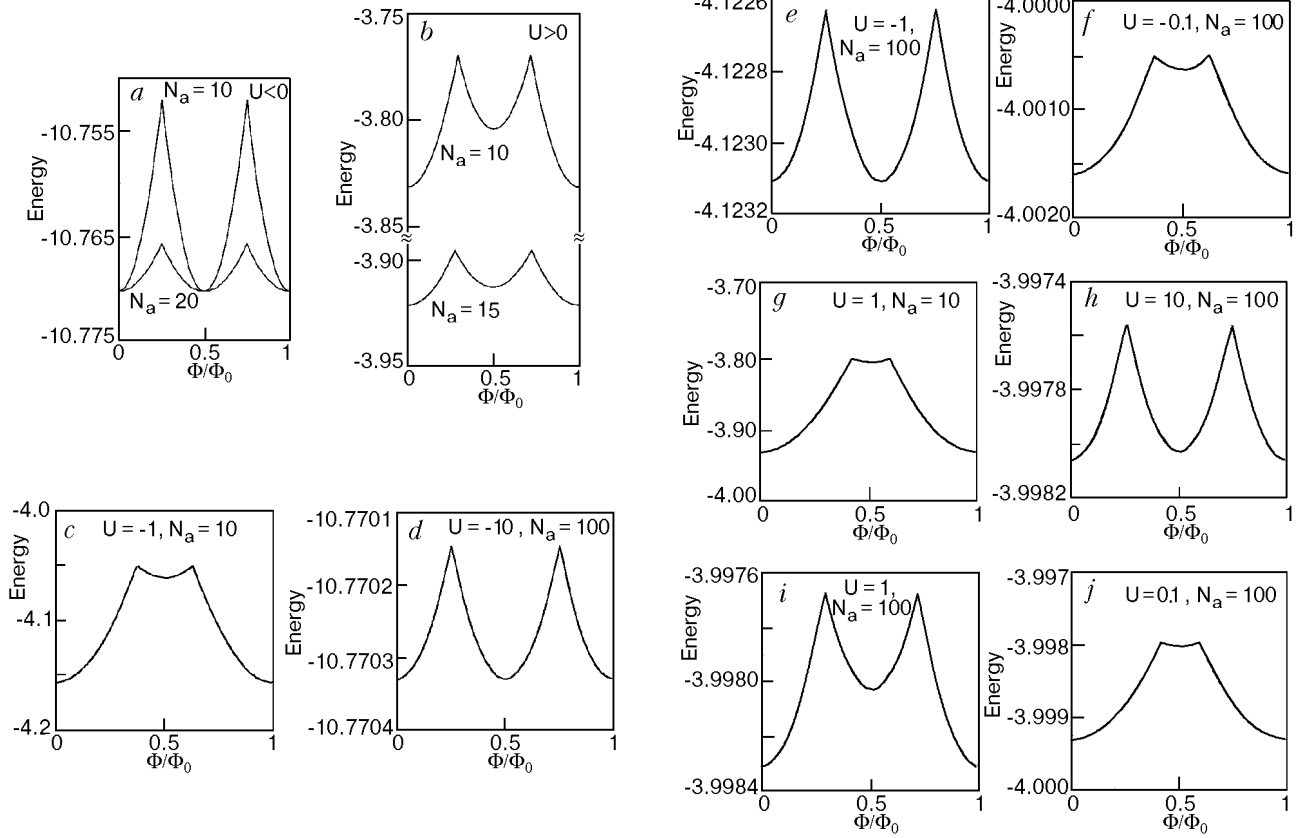 a
N_a = 10 U<0
-10.755
-10.765
-10.775
N_a = 20
Energy
0 0.5 1
Φ/Φ_0
b
U>0
-3.75
-3.80
-3.85
-3.90
-3.95
N_a = 10
N_a = 15
≈ ≈
Energy
0 0.5 1
Φ/Φ_0
c
U = -1, N_a = 10
-4.0
-4.1
-4.2
Energy
0 0.5 1
Φ/Φ_0
d
U = -10 , N_a = 100
-10.7701
-10.7702
-10.7703
-10.7704
Energy
0 0.5 1
Φ/Φ_0
e
U = -1,
N_a = 100
-4.1226
-4.1228
-4.1230
-4.1232
Energy
0 0.5 1
Φ/Φ_0
f
U = -0.1, N_a = 100
-4.0000
-4.0010
-4.0020
Energy
0 0.5 1
Φ/Φ_0
g
U = 1, N_a = 10
-3.70
-3.80
-3.90
-4.00
Energy
0 0.5 1
Φ/Φ_0
h
U = 10, N_a = 100
-3.9974
-3.9978
-3.9982
Energy
0 0.5 1
Φ/Φ_0
i
U = 1,
N_a = 100
-3.9976
-3.9980
-3.9984
Energy
0 0.5 1
Φ/Φ_0
j
U = 0.1 , N_a = 100
-3.997
-3.998
-3.999
-4.000
Energy
0 0.5 1
Φ/Φ_0